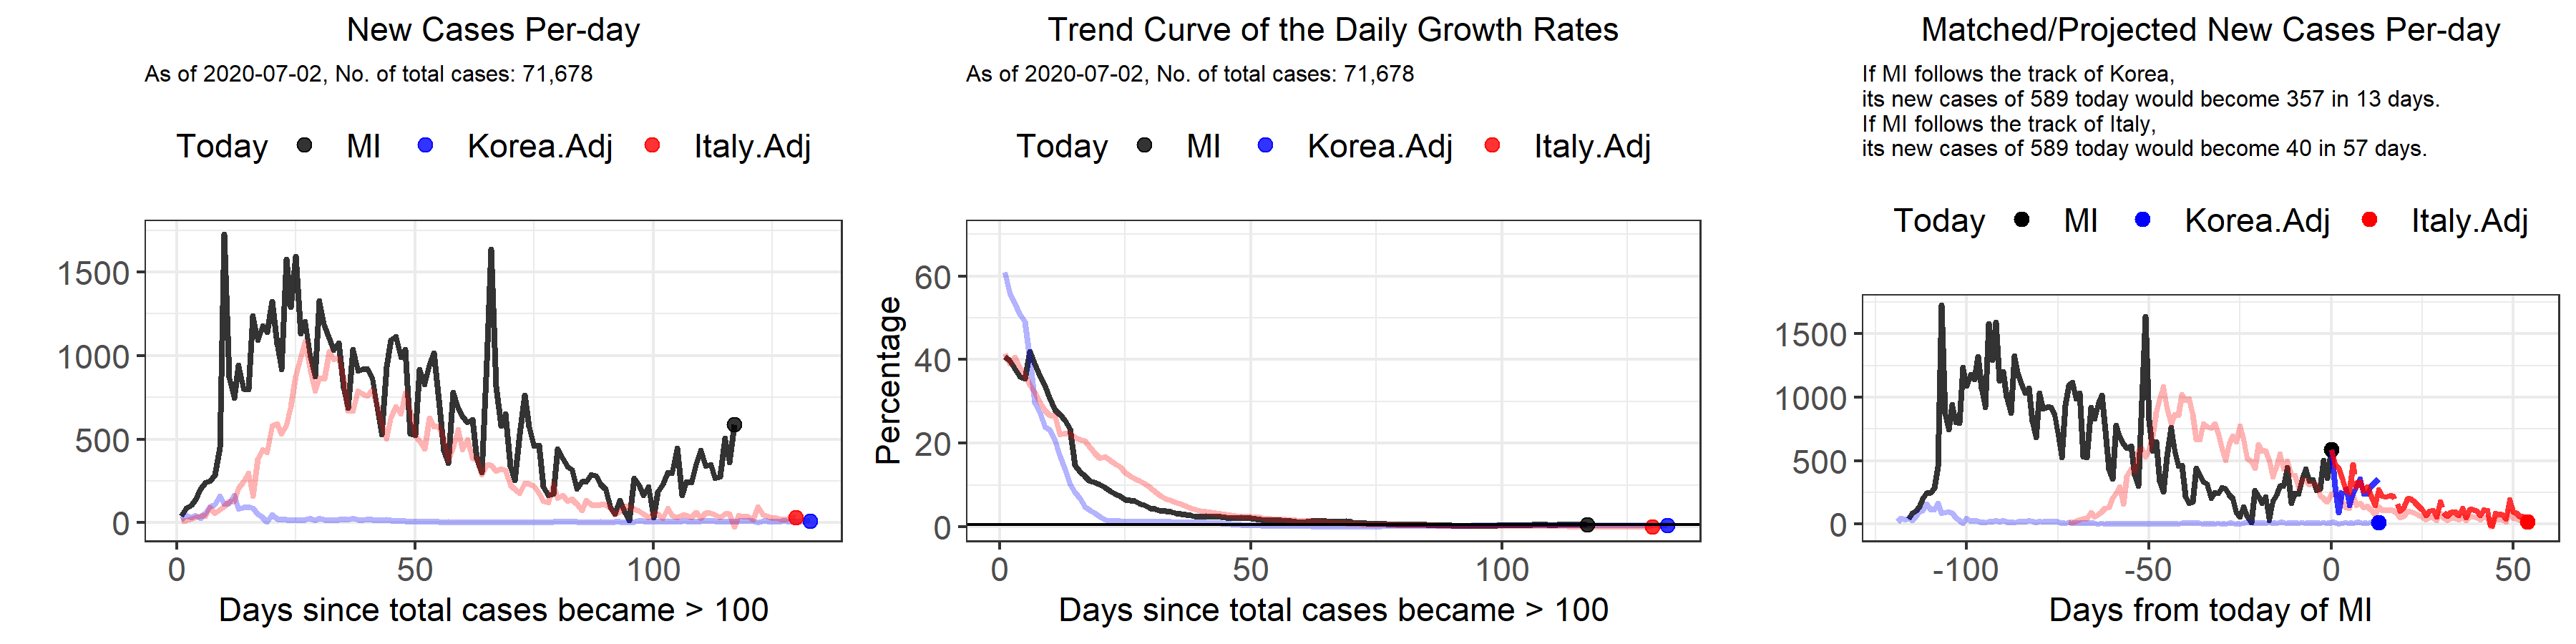 New Cases Per-day
As of 2020-07-02, No. of total cases: 71,678
Today MI Korea.Adj Italy.Adj
1500
1000
500
0
0 50 100
Days since total cases became > 100
Trend Curve of the Daily Growth Rates
As of 2020-07-02, No. of total cases: 71,678
Today MI Korea.Adj Italy.Adj
Percentage
60
40
20
0
0 50 100
Days since total cases became > 100
Matched/Projected New Cases Per-day
If MI follows the track of Korea,
its new cases of 589 today would become 357 in 13 days.
If MI follows the track of Italy,
its new cases of 589 today would become 40 in 57 days.
Today MI Korea.Adj Italy.Adj
1500
1000
500
0
-100 -50 0 50
Days from today of MI